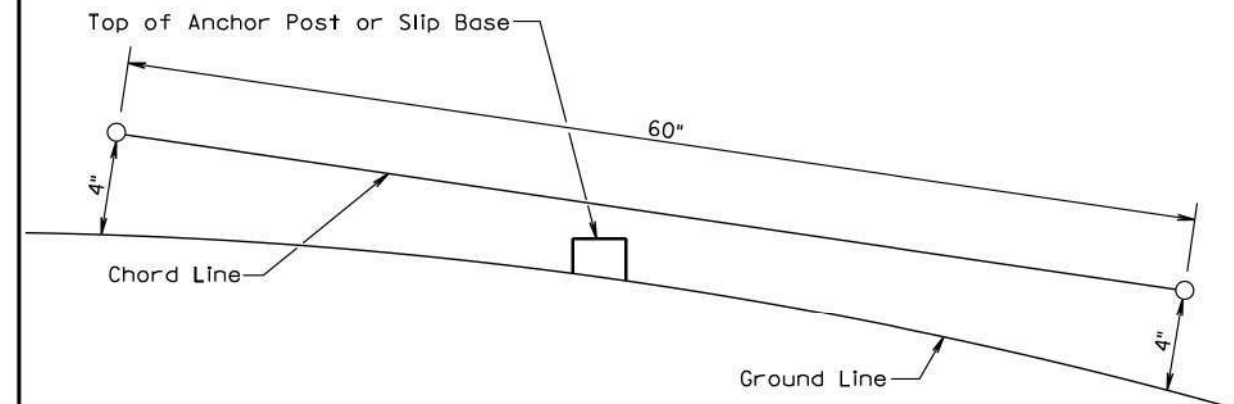 Top of Anchor Post or Slip Base
60"
4"
Chord Line
4"
Ground Line